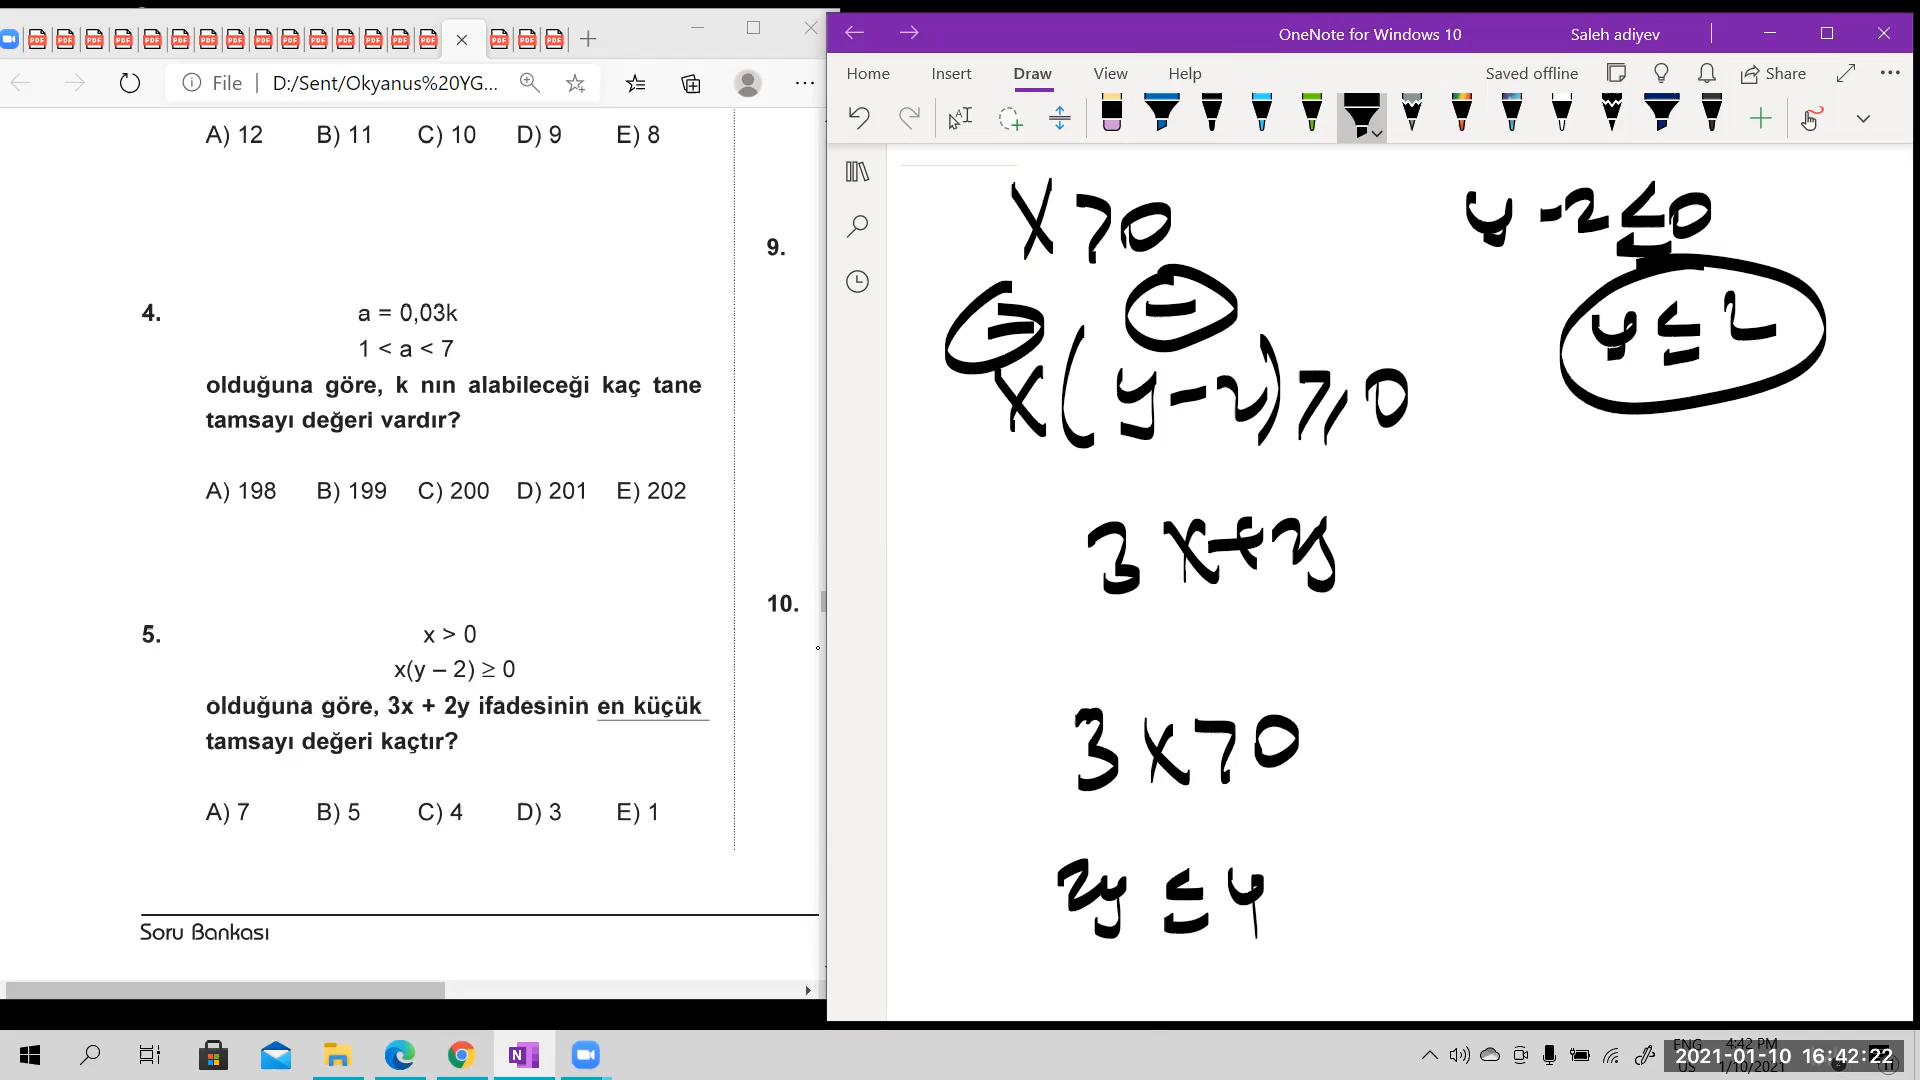 File
D:/Sent/Okyanus%20YG...
A) 12 B) 11 C) 10 D) 9 E) 8
4.
a = 0,03k
1 < a < 7
olduğuna göre, k nın alabileceği kaç tane
tamsayı değeri vardır?
A) 198 B) 199 C) 200 D) 201 E) 202
5.
x > 0
x(y – 2) ≥ 0
olduğuna göre, 3x + 2y ifadesinin en küçük
tamsayı değeri kaçtır?
A) 7 B) 5 C) 4 D) 3 E) 1
Soru Bankası
9.
10.
OneNote for Windows 10
Saleh adiyev
Home Insert Draw View Help
Saved offline
Share
x > 0
y - 2 ≤ 0
y ≤ 2
x(y-2) ≥ 0
3x+2y
3x > 0
2y ≤ 4
ENG
US
4:42 PM
1/10/2021
2021-01-10 16:42:22